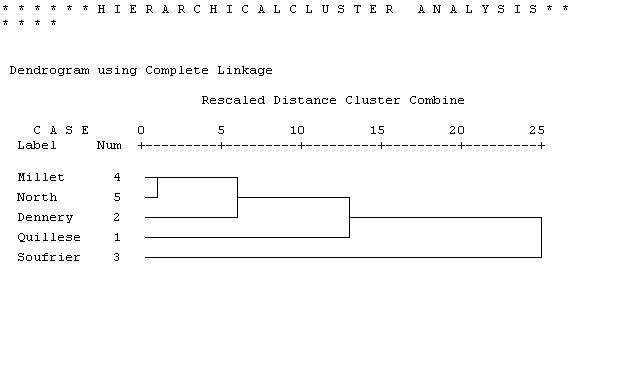 * * * * * * H I E R A R C H I C A L C L U S T E R   A N A L Y S I S * *
* * * *
Dendrogram using Complete Linkage
Rescaled Distance Cluster Combine
C A S E 0 5 10 15 20 25
Label Num +---------+---------+---------+---------+---------+
Millet 4
North 5
Dennery 2
Quillese 1
Soufrier 3